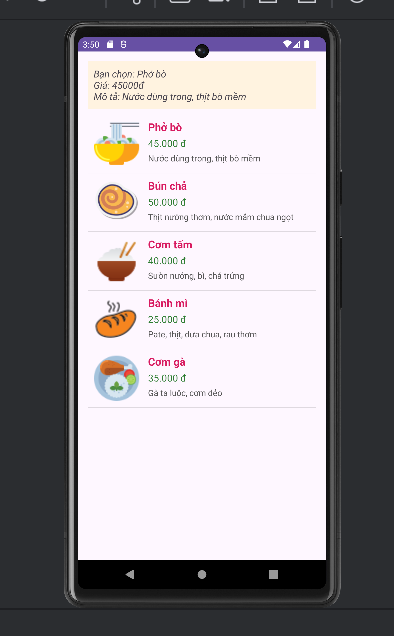 3:50
Bạn chọn: Phở bò
Giá: 45000đ
Mô tả: Nước dùng trong, thịt bò mềm
Phở bò
45.000 đ
Nước dùng trong, thịt bò mềm
Bún chả
50.000 đ
Thịt nướng thơm, nước mắm chua ngọt
Cơm tấm
40.000 đ
Sườn nướng, bì, chả trứng
Bánh mì
25.000 đ
Pate, thịt, dưa chua, rau thơm
Cơm gà
35.000 đ
Gà ta luộc, cơm dẻo